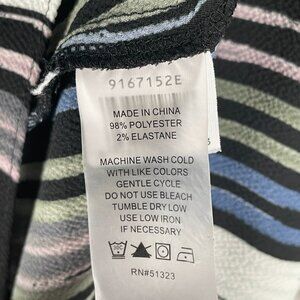 9167152E
MADE IN CHINA
98% POLYESTER
2% ELASTANE
MACHINE WASH COLD
WITH LIKE COLORS
GENTLE CYCLE
DO NOT USE BLEACH
TUMBLE DRY LOW
USE LOW IRON
IF NECESSARY
RN#51323